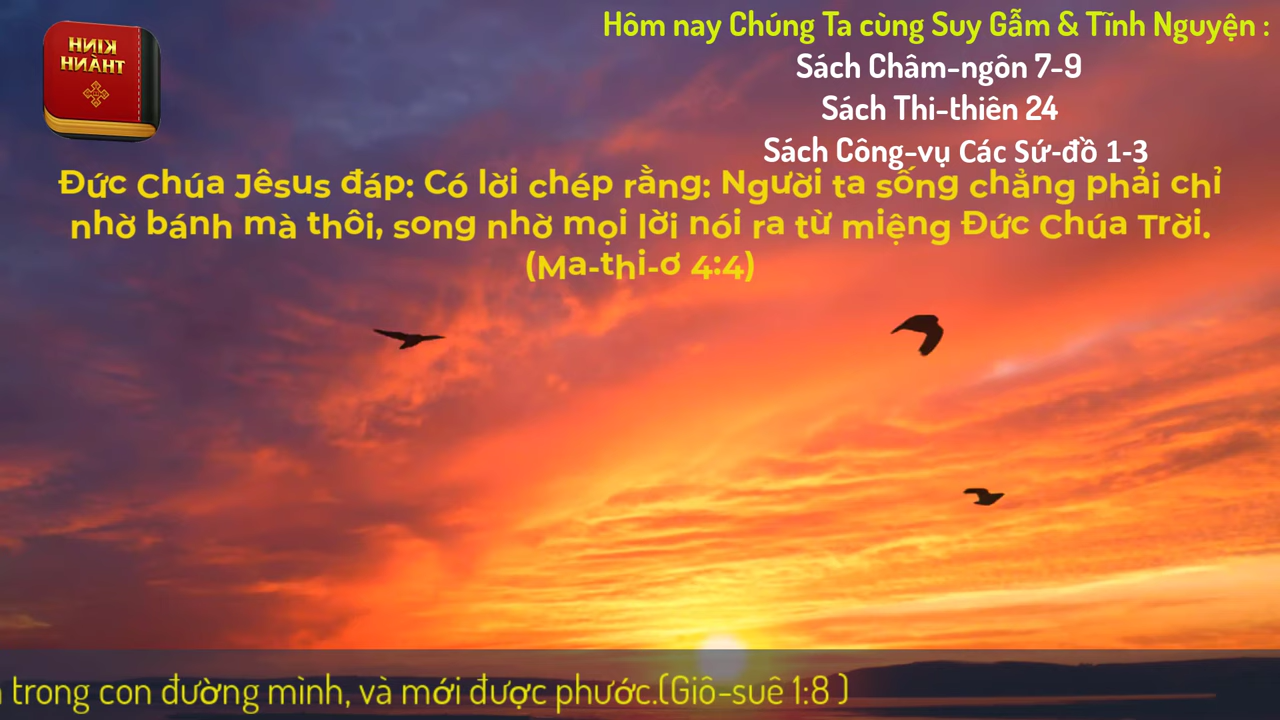 KINH
THÀNH
Hôm nay Chúng Ta cùng Suy Gẫm & Tĩnh Nguyện :
Sách Châm-ngôn 7-9
Sách Thi-thiên 24
Sách Công-vụ Các Sứ-đồ 1-3
Đức Chúa Jêsus đáp: Có lời chép rằng: Người ta sống chẳng phải chỉ
nhờ bánh mà thôi, song nhờ mọi lời nói ra từ miệng Đức Chúa Trời.
(Ma-thi-ơ 4:4)
trong con đường mình, và mới được phước.(Giô-suê 1:8 )